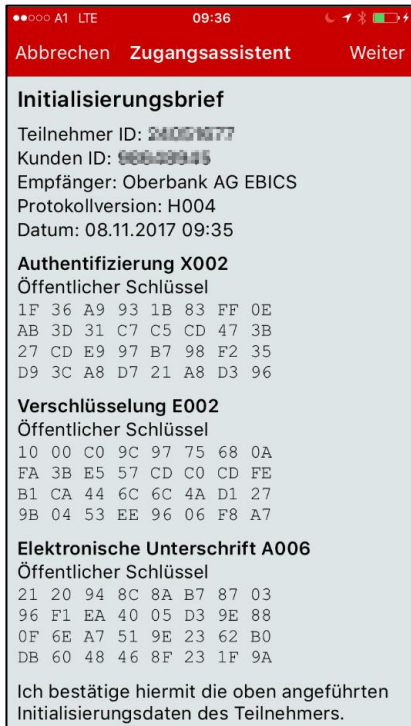 A1 LTE 09:36
Abbrechen Zugangsassistent Weiter
Initialisierungsbrief
Teilnehmer ID:
Kunden ID:
Empfänger: Oberbank AG EBICS
Protokollversion: H004
Datum: 08.11.2017 09:35
Authentifizierung X002
Öffentlicher Schlüssel
1F 36 A9 93 1B 83 FF 0E
AB 3D 31 C7 C5 CD 47 3B
27 CD E9 97 B7 98 F2 35
D9 3C A8 D7 21 A8 D3 96
Verschlüsselung E002
Öffentlicher Schlüssel
10 00 C0 9C 97 75 68 0A
FA 3B E5 57 CD C0 CD FE
B1 CA 44 6C 6C 4A D1 27
9B 04 53 EE 96 06 F8 A7
Elektronische Unterschrift A006
Öffentlicher Schlüssel
21 20 94 8C 8A B7 87 03
96 F1 EA 40 05 D3 9E 88
0F 6E A7 51 9E 23 62 B0
DB 60 48 46 8F 23 1F 9A
Ich bestätige hiermit die oben angeführten
Initialisierungsdaten des Teilnehmers.